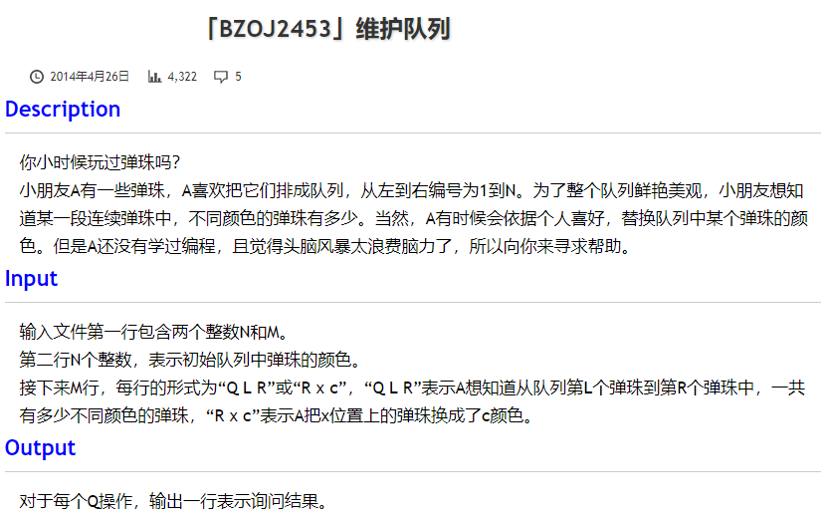 「BZOJ2453」维护队列
2014年4月26日 4,322 5
Description
你小时候玩过弹珠吗？
小朋友A有一些弹珠，A喜欢把它们排成队列，从左到右编号为1到N。为了整个队列鲜艳美观，小朋友想知
道某一段连续弹珠中，不同颜色的弹珠有多少。当然，A有时候会依据个人喜好，替换队列中某个弹珠的颜
色。但是A还没有学过编程，且觉得头脑风暴太浪费脑力了，所以向你来寻求帮助。
Input
输入文件第一行包含两个整数N和M。
第二行N个整数，表示初始队列中弹珠的颜色。
接下来M行，每行的形式为“Q L R”或“R x c”，“Q L R”表示A想知道从队列第L个弹珠到第R个弹珠中，一共
有多少不同颜色的弹珠，“R x c”表示A把x位置上的弹珠换成了c颜色。
Output
对于每个Q操作，输出一行表示询问结果。